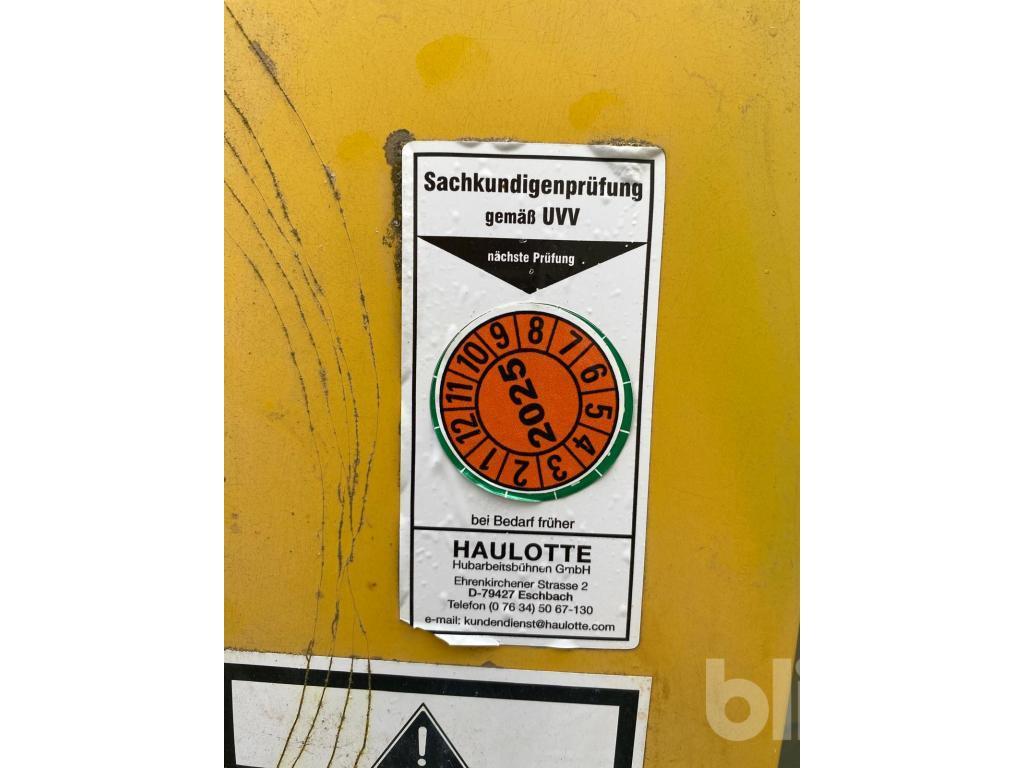 Sachkundigenprüfung
gemäß UVV
nächste Prüfung
8
9
10
11
12
1
2
3
4
5
6
7
2025
bei Bedarf früher
HAULOTTE
Hubarbeitsbühnen GmbH
Ehrenkirchener Strasse 2
D-79427 Eschbach
Telefon (0 76 34) 50 67-130
e-mail: kundendienst@haulotte.com
!